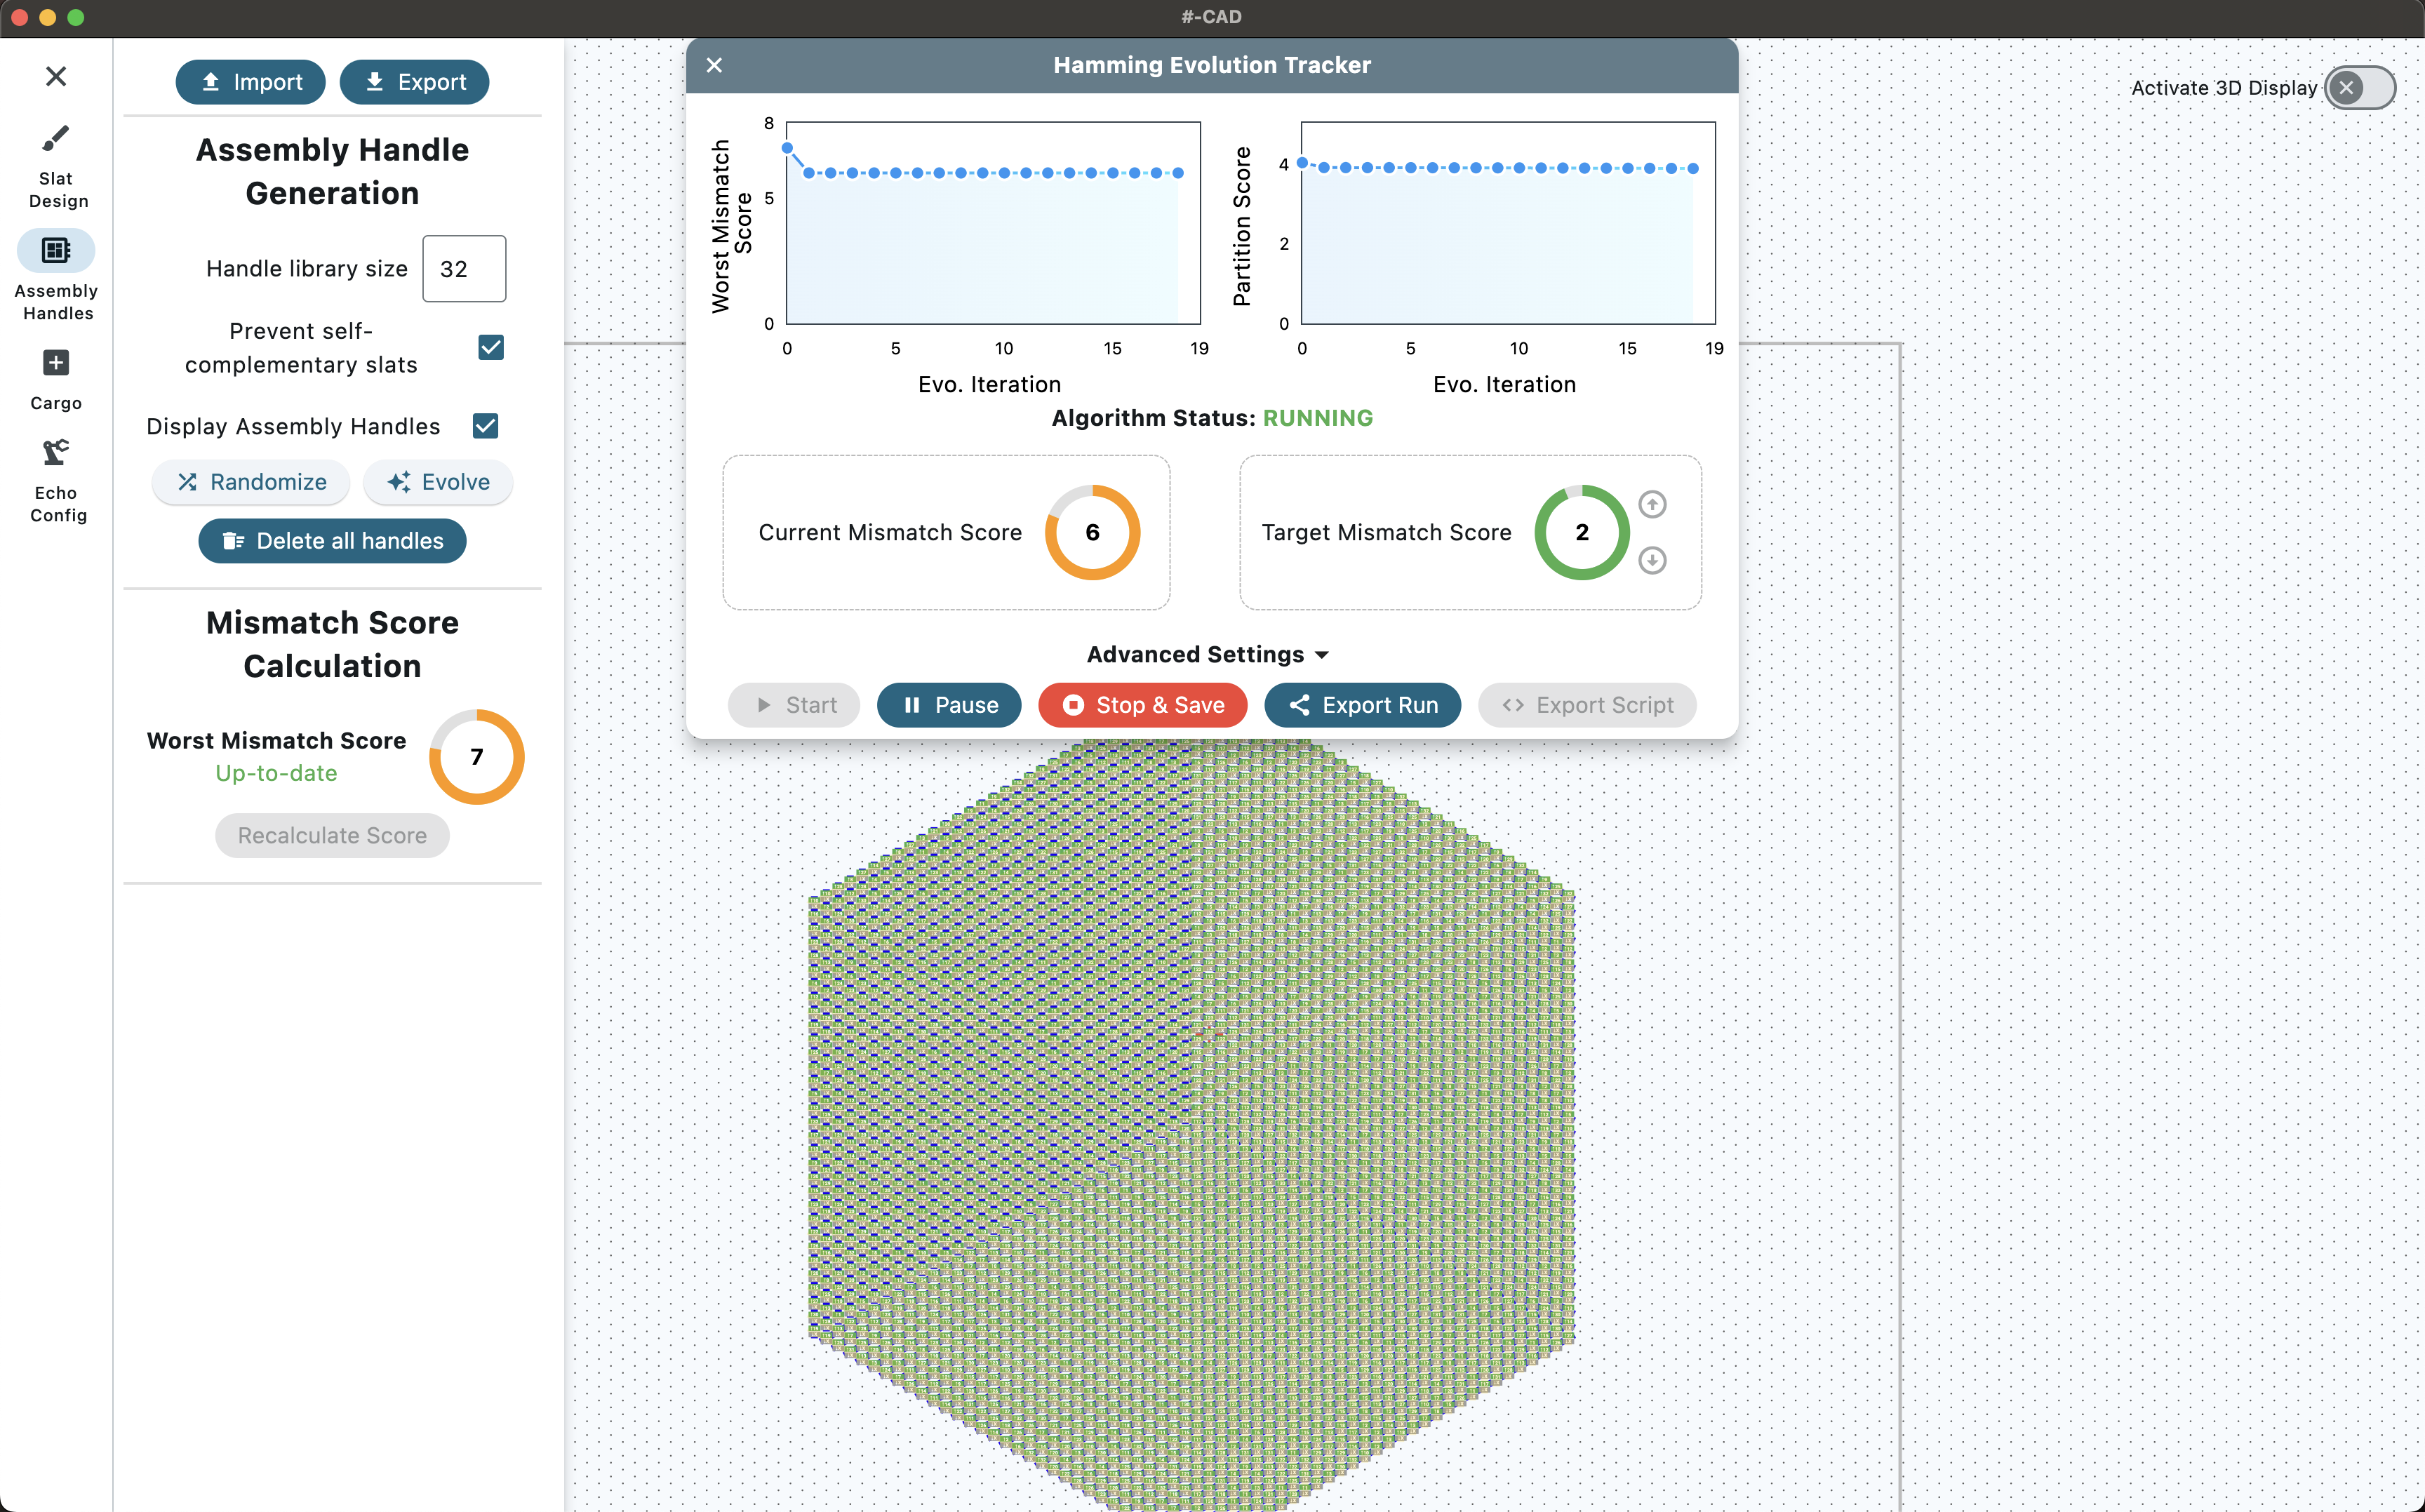 #-CAD
Import
Export
Slat
Design
Assembly
Handles
Cargo
Echo
Config
Assembly Handle
Generation
Handle library size
32
Prevent self-
complementary slats
Display Assembly Handles
Randomize
Evolve
Delete all handles
Mismatch Score
Calculation
Worst Mismatch Score
Up-to-date
7
Recalculate Score
Hamming Evolution Tracker
Worst Mismatch
Score
8
5
0
0
5
10
15
19
Evo. Iteration
Partition Score
4
2
0
0
5
10
15
19
Evo. Iteration
Algorithm Status: RUNNING
Current Mismatch Score
6
Target Mismatch Score
2
Advanced Settings
Start
Pause
Stop & Save
Export Run
Export Script
Activate 3D Display